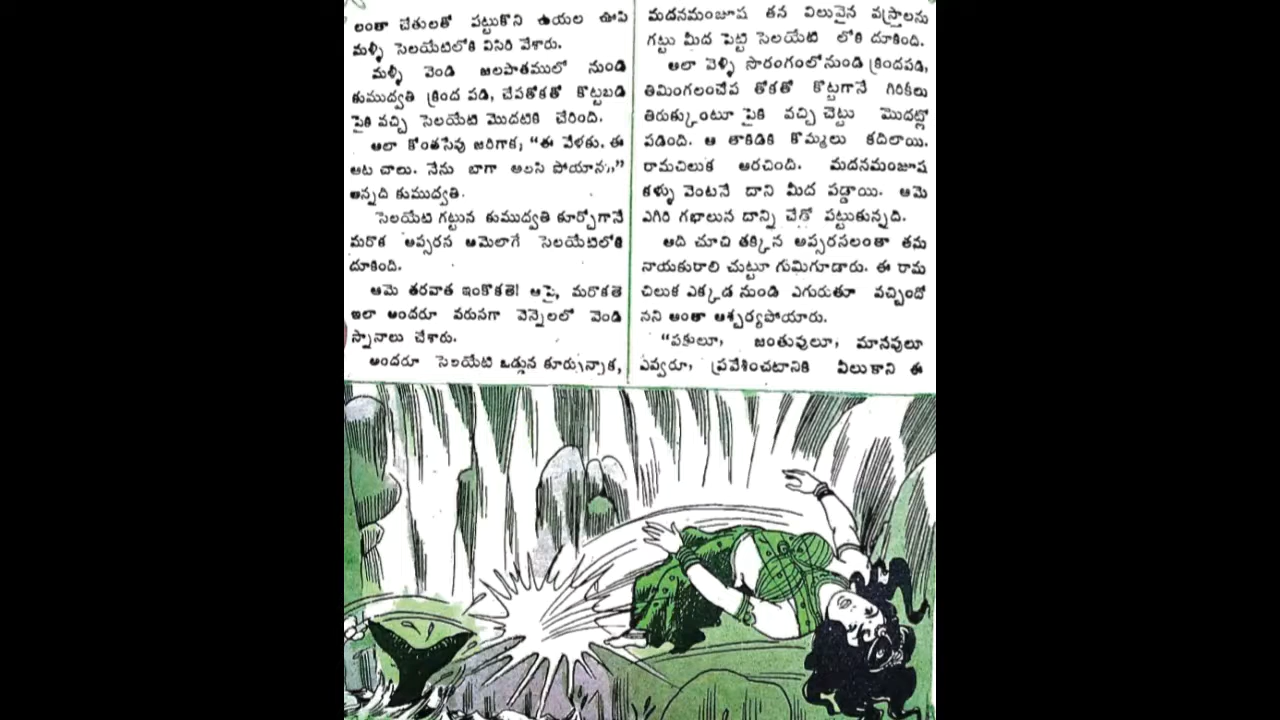 లంతా చేతులతో పట్టుకొని ఉయల ఊపి
మళ్ళీ సెలయేటిలోకి విసిరి వేశారు.
మళ్ళీ వెండి జలపాతములో నుండి
కుముద్వతి క్రింద పడి, చేపతోకతో కొట్టబడి
పైకి వచ్చి సెలయేటి మొదటికి చేరింది.
అలా కోంతసేపు జరిగాక, "ఈ వేళకు. ఈ
ఆట చాలు. నేను బాగా అలసి పోయాను."
అన్నది కుముద్వతి.
సెలయేటి గట్టున కుముద్వతి కూర్చోగానే
మరొక అప్సరస ఆమెలాగే సెలయేటిలోకి
దూకింది.
ఆమె తరవాత ఇంకొకతె! ఆపై, మరొకతె
ఇలా అందరూ వరుసగా వెన్నెలలో వెండి
స్నానాలు చేశారు.
అందరూ సెలయేటి ఒడ్డున కూర్చున్నాక,
మదనమంజూష తన విలువైన వస్త్రాలను
గట్టు మీద పెట్టి సెలయేటి లోకి దూకింది.
అలా వెళ్ళి సొరంగంలోనుండి క్రిందపడి,
తిమింగలంచేప తోకతో కొట్టగానే గిరికీలు
తిరుక్కుంటూ పైకి వచ్చి చెట్టు మొదట్లో
పడింది. ఆ తాకిడికి కొమ్మలు కదిలాయి.
రామచిలుక అరచింది. మదనమంజూష
కళ్ళు వెంటనే దాని మీద పడ్డాయి. ఆమె
ఎగిరి గభాలున దాన్ని చేత్తో పట్టుకున్నది.
అది చూచి తక్కిన అప్సరసలంతా తమ
నాయకురాలి చుట్టూ గుమిగూడారు. ఈ రామ
చిలుక ఎక్కడ నుండి ఎగురుతూ వచ్చిందో
నని అంతా ఆశ్చర్యపోయారు.
"పక్షులూ, జంతువులూ, మానవులూ
ఎవ్వరూ, ప్రవేశించటానికి వీలుకాని ఈ